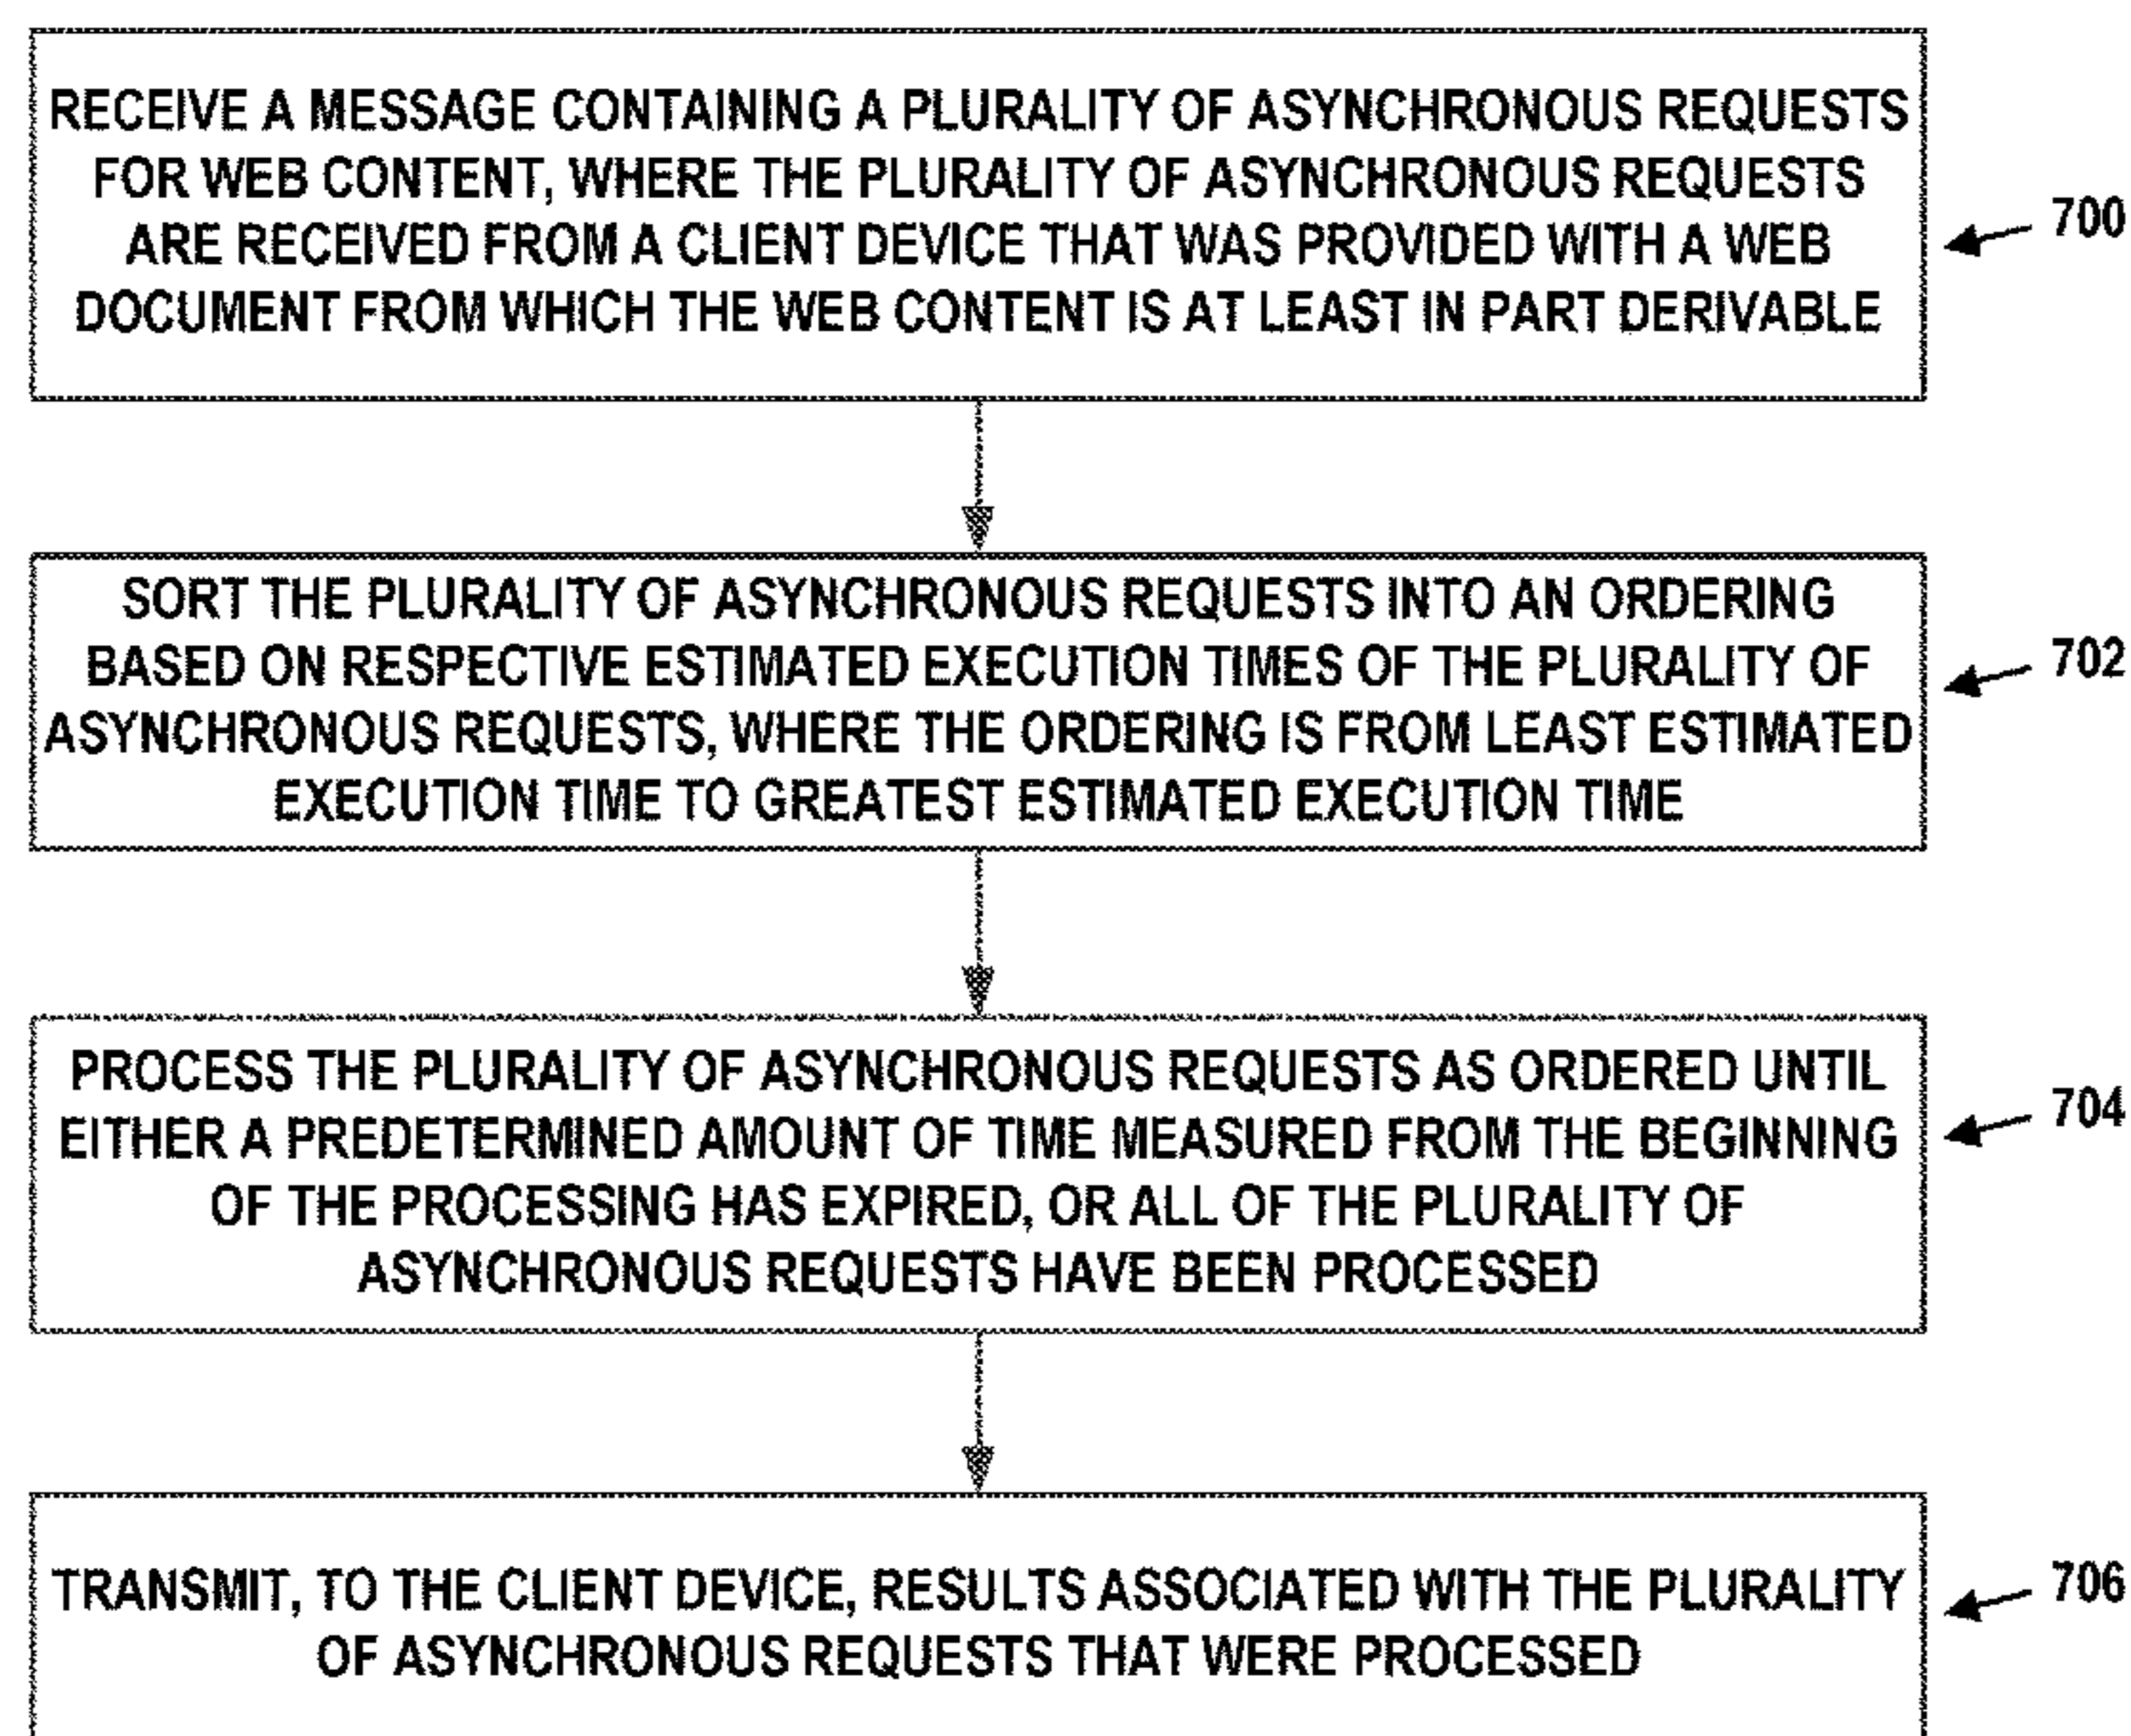 RECEIVE A MESSAGE CONTAINING A PLURALITY OF ASYNCHRONOUS REQUESTS
FOR WEB CONTENT, WHERE THE PLURALITY OF ASYNCHRONOUS REQUESTS
ARE RECEIVED FROM A CLIENT DEVICE THAT WAS PROVIDED WITH A WEB
DOCUMENT FROM WHICH THE WEB CONTENT IS AT LEAST IN PART DERIVABLE
700
SORT THE PLURALITY OF ASYNCHRONOUS REQUESTS INTO AN ORDERING
BASED ON RESPECTIVE ESTIMATED EXECUTION TIMES OF THE PLURALITY OF
ASYNCHRONOUS REQUESTS, WHERE THE ORDERING IS FROM LEAST ESTIMATED
EXECUTION TIME TO GREATEST ESTIMATED EXECUTION TIME
702
PROCESS THE PLURALITY OF ASYNCHRONOUS REQUESTS AS ORDERED UNTIL
EITHER A PREDETERMINED AMOUNT OF TIME MEASURED FROM THE BEGINNING
OF THE PROCESSING HAS EXPIRED, OR ALL OF THE PLURALITY OF
ASYNCHRONOUS REQUESTS HAVE BEEN PROCESSED
704
TRANSMIT, TO THE CLIENT DEVICE, RESULTS ASSOCIATED WITH THE PLURALITY
OF ASYNCHRONOUS REQUESTS THAT WERE PROCESSED
706